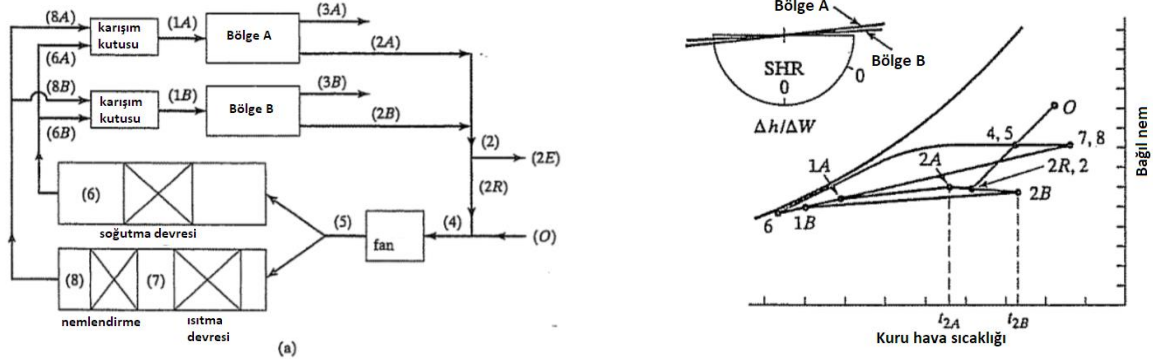 (8A)
karışım
kutusu
(1A)
Bölge A
(3A)
(2A)
(6A)
(8B)
karışım
kutusu
(1B)
Bölge B
(3B)
(2B)
(6B)
(2)
(2E)
(2R)
(6)
soğutma devresi
(5)
fan
(4)
(O)
(8)
(7)
nemlendirme
ısıtma
devresi
(a)
Bölge A
Bölge B
SHR
0
0
Δh/ΔW
O
4, 5
7, 8
1A
2A
2R, 2
2B
6
1B
t2A
t2B
Kuru hava sıcaklığı
Bağıl nem